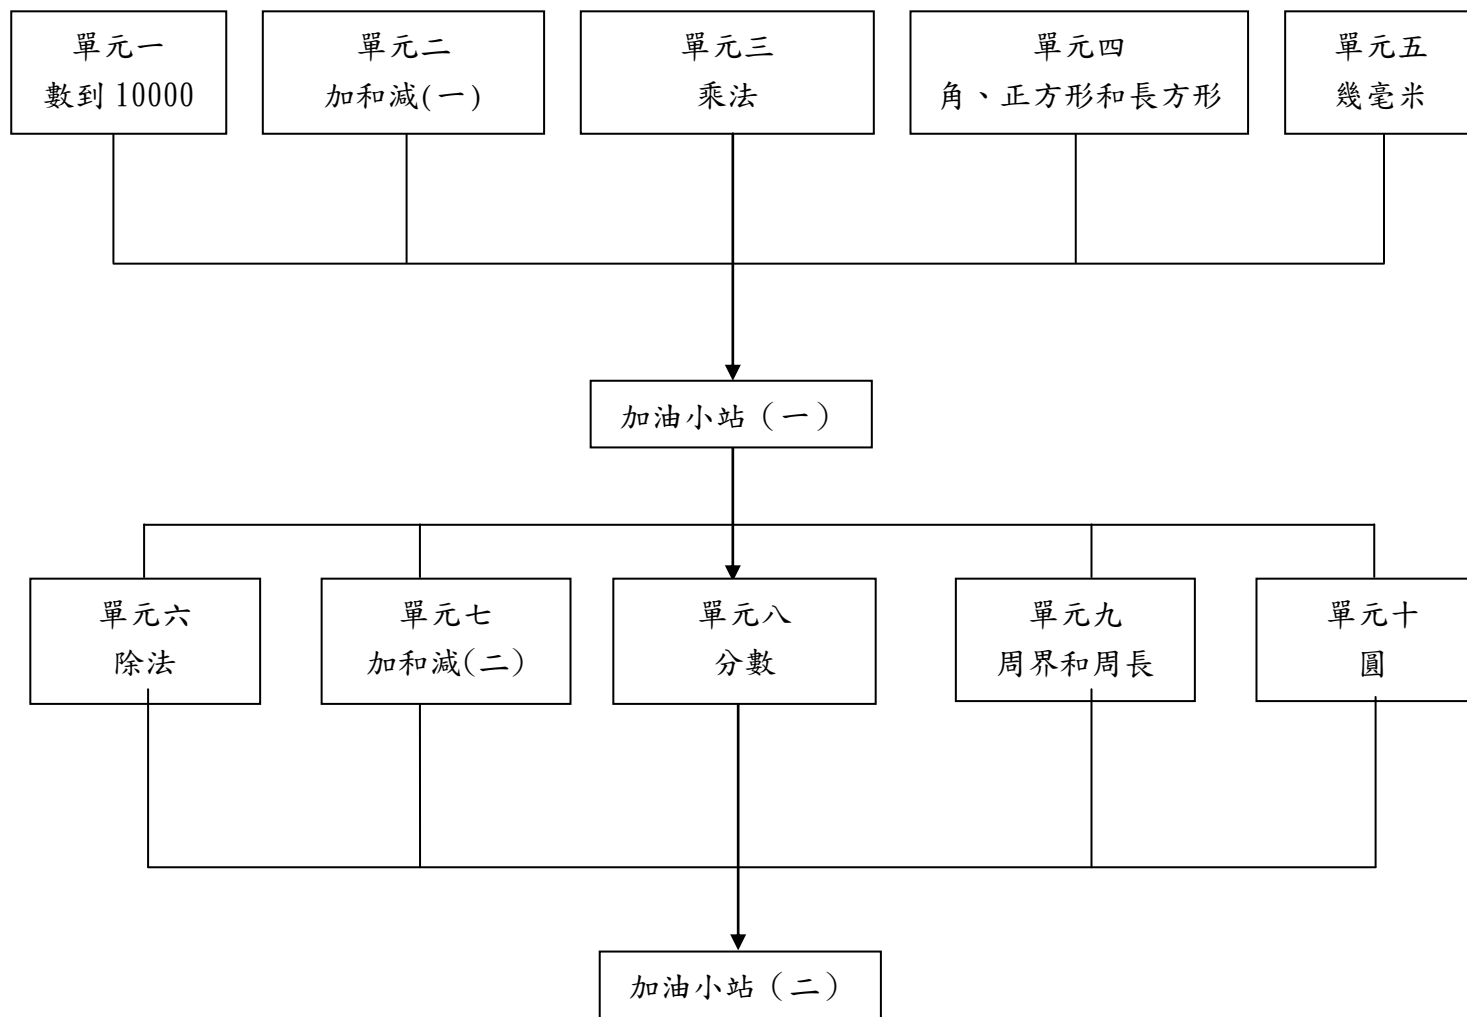 單元一
數到 10000
單元二
加和減(一)
單元三
乘法
單元四
角、正方形和長方形
單元五
幾毫米
加油小站（一）
單元六
除法
單元七
加和減(二)
單元八
分數
單元九
周界和周長
單元十
圓
加油小站（二）